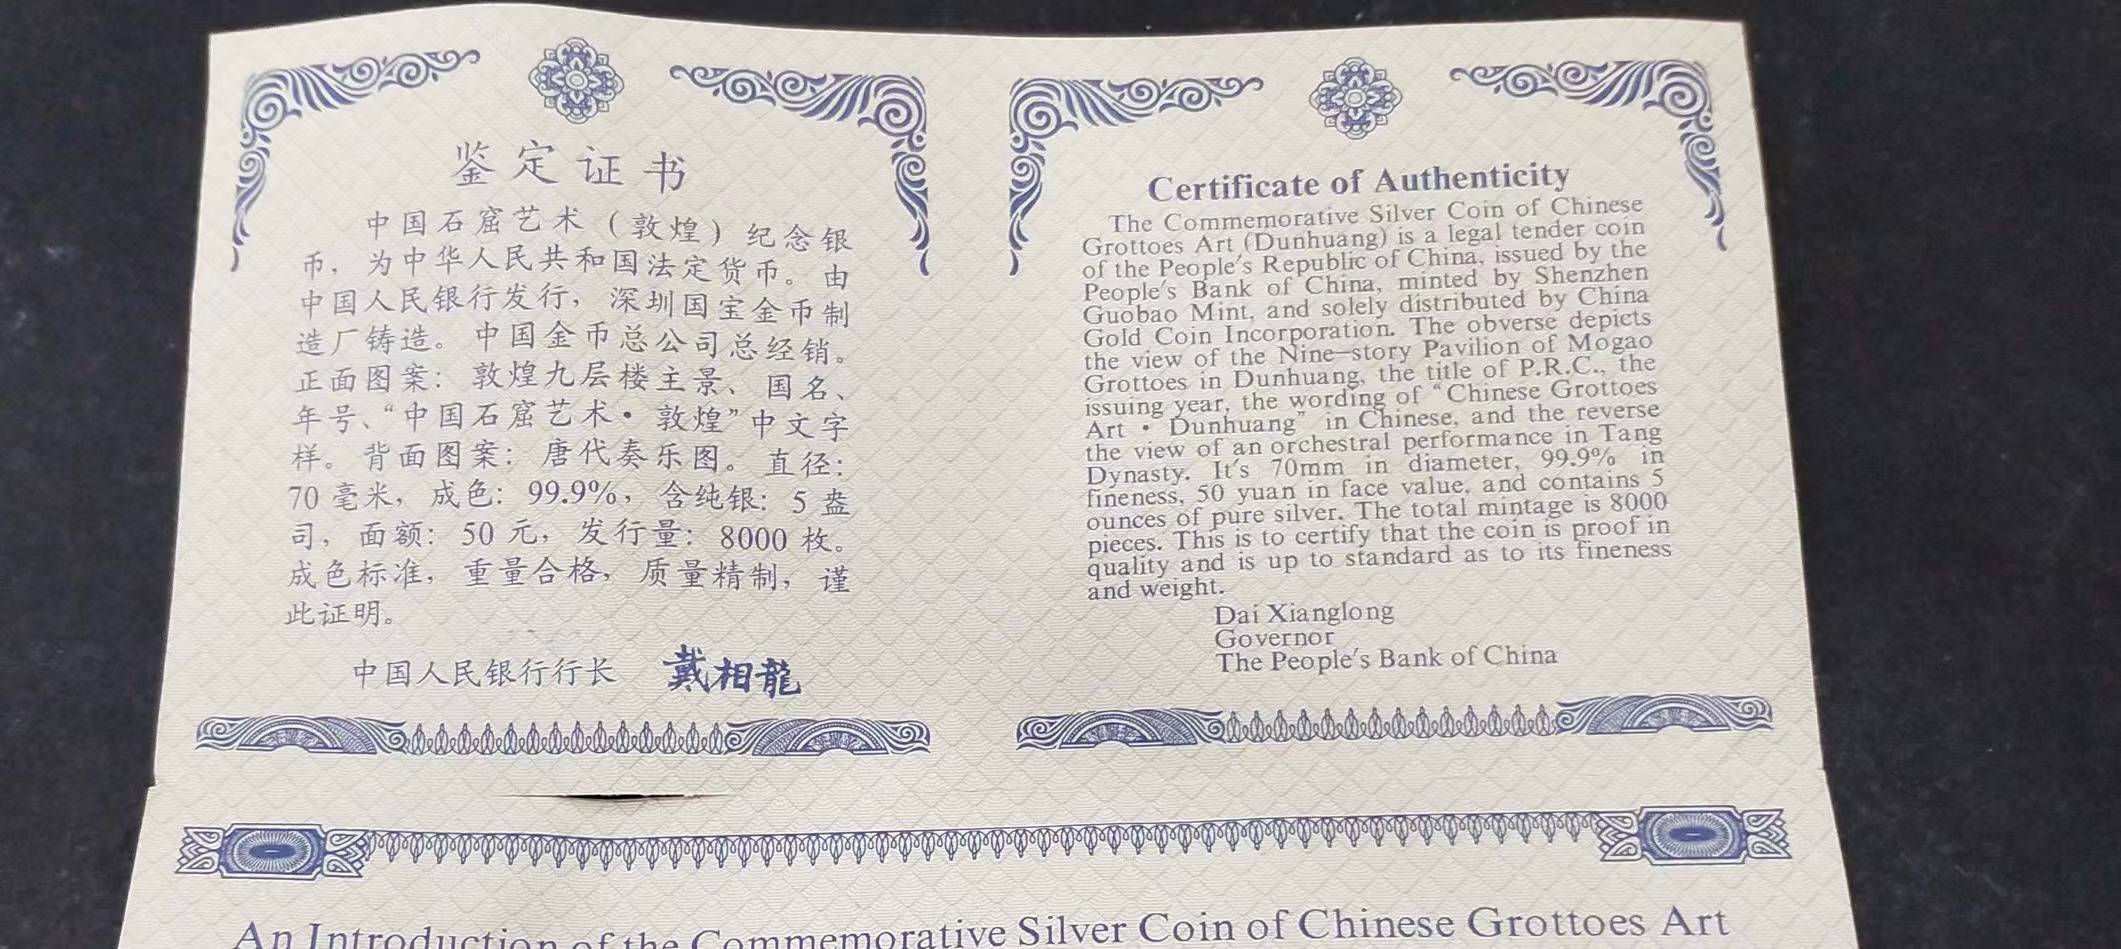 鉴定证书
中国石窟艺术（敦煌）纪念银
币，为中华人民共和国法定货币。由
中国人民银行发行，深圳国宝金币制
造厂铸造。中国金币总公司总经销。
正面图案：敦煌九层楼主景、国名、
年号、“中国石窟艺术·敦煌”中文字
样。背面图案：唐代奏乐图。直径：
70毫米，成色：99.9%，含纯银：5盎
司，面额：50元，发行量：8000枚。
成色标准，重量合格，质量精制，谨
此证明。
中国人民银行行长 戴相龍
Certificate of Authenticity
The Commemorative Silver Coin of Chinese
Grottoes Art (Dunhuang) is a legal tender coin
of the People's Republic of China, issued by the
People's Bank of China, minted by Shenzhen
Guobao Mint, and solely distributed by China
Gold Coin Incorporation. The obverse depicts
the view of the Nine-story Pavilion of Mogao
Grottoes in Dunhuang, the title of P.R.C., the
issuing year, the wording of “Chinese Grottoes
Art · Dunhuang” in Chinese, and the reverse
the view of an orchestral performance in Tang
Dynasty. It's 70mm in diameter, 99.9% in
fineness, 50 yuan in face value, and contains 5
ounces of pure silver. The total mintage is 8000
pieces. This is to certify that the coin is proof in
quality and is up to standard as to its fineness
and weight.
Dai Xianglong
Governor
The People's Bank of China
An Introduction of the Commemorative Silver Coin of Chinese Grottoes Art